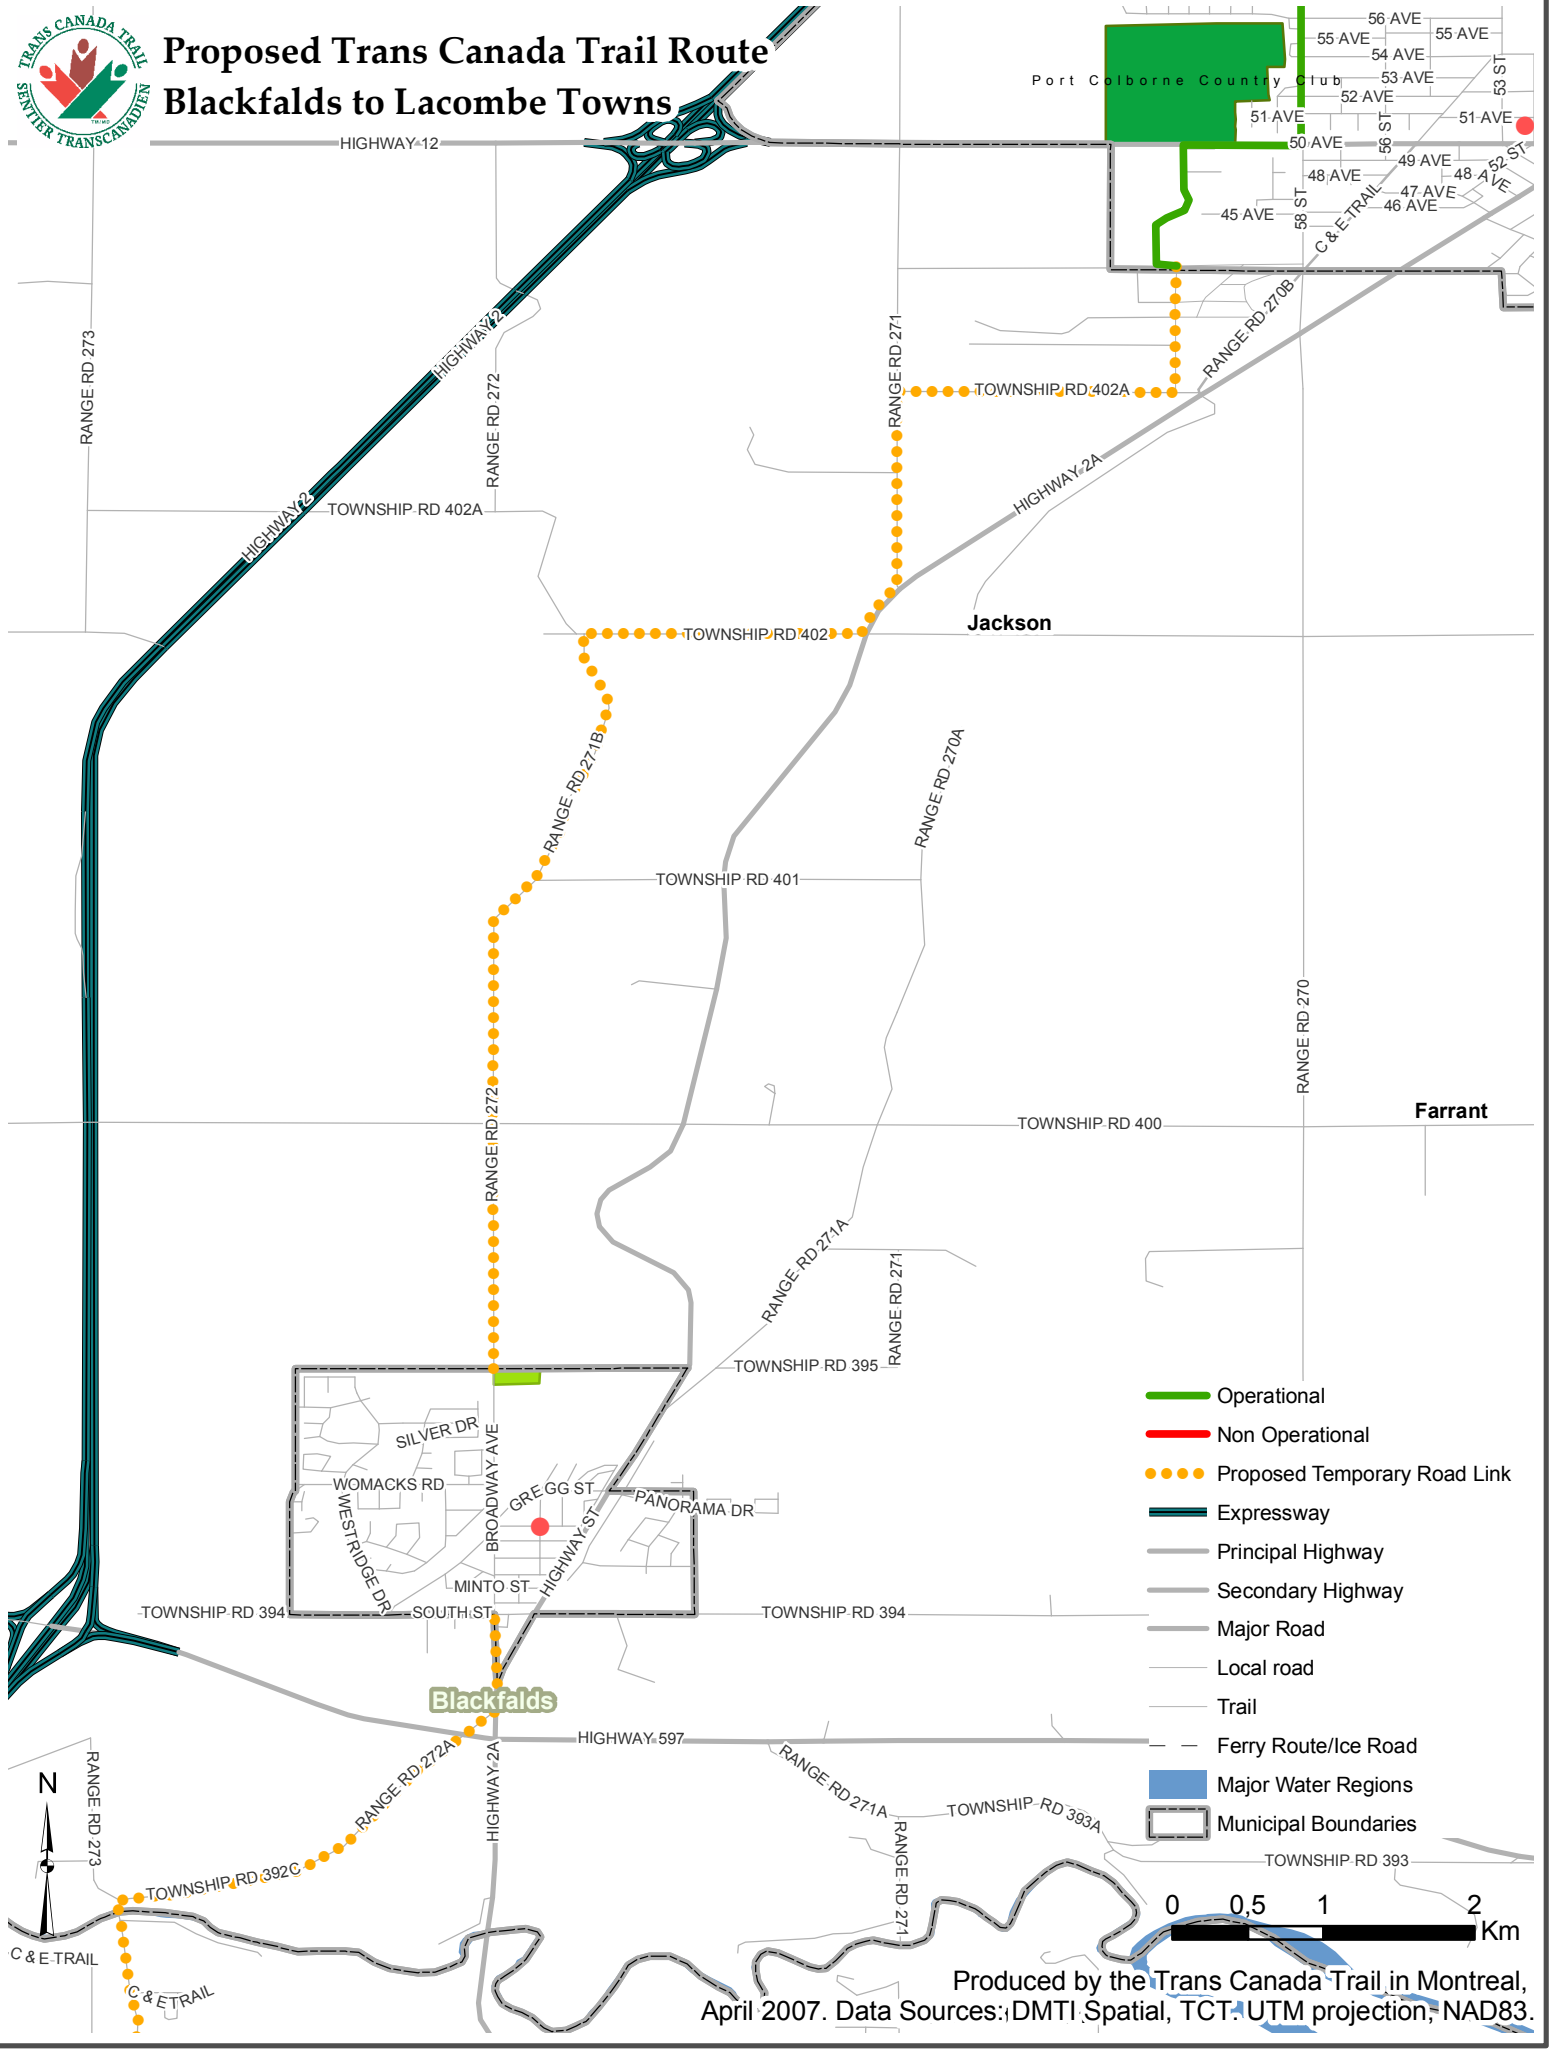 TRANS CANADA TRAIL
SENTIER TRANSCANADIEN
TM/MD
Proposed Trans Canada Trail Route
Blackfalds to Lacombe Towns
56 AVE
55 AVE
55 AVE
54 AVE
53 AVE
53 ST
Port Colborne Country Club
52 AVE
51 AVE
51 AVE
56 ST
HIGHWAY 12
50 AVE
49 AVE
52 ST
48 AVE
48 AVE
47 AVE
46 AVE
45 AVE
58 ST
C & E TRAIL
RANGE RD 270B
HIGHWAY 2
RANGE RD 273
RANGE RD 272
RANGE RD 271
TOWNSHIP RD 402A
HIGHWAY 2A
HIGHWAY 2
TOWNSHIP RD 402A
Jackson
TOWNSHIP RD 402
RANGE RD 271B
RANGE RD 270A
TOWNSHIP RD 401
RANGE RD 270
RANGE RD 272
Farrant
TOWNSHIP RD 400
RANGE RD 271A
RANGE RD 271
TOWNSHIP RD 395
SILVER DR
BROADWAY AVE
WOMACKS RD
GREGG ST
PANORAMA DR
WESTRIDGE DR
HIGHWAY ST
MINTO ST
TOWNSHIP RD 394
SOUTH ST
TOWNSHIP RD 394
Blackfalds
HIGHWAY 597
RANGE RD 272A
HIGHWAY 2A
RANGE RD 273
RANGE RD 271A
TOWNSHIP RD 393A
RANGE RD 271
TOWNSHIP RD 393
TOWNSHIP RD 392C
C & E TRAIL
C & E TRAIL
N
Operational
Non Operational
Proposed Temporary Road Link
Expressway
Principal Highway
Secondary Highway
Major Road
Local road
Trail
Ferry Route/Ice Road
Major Water Regions
Municipal Boundaries
0 0,5 1 2
Km
Produced by the Trans Canada Trail in Montreal,
April 2007. Data Sources: DMTI Spatial, TCT. UTM projection, NAD83.